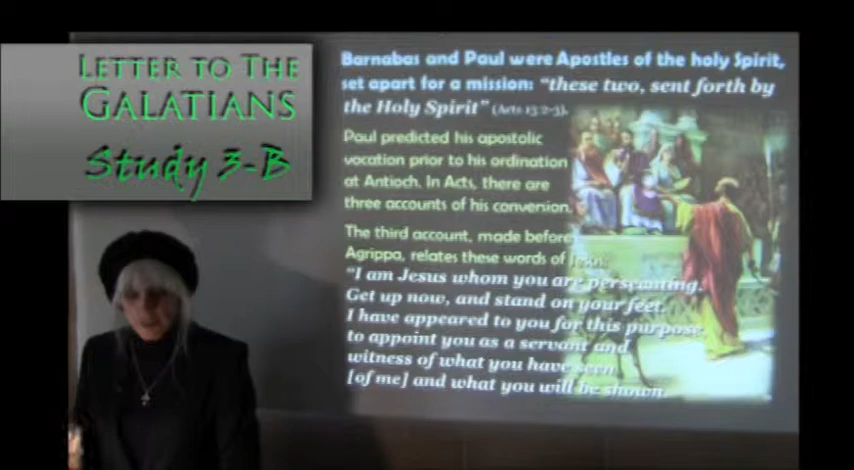 LETTER TO THE
GALATIANS
Study 3-B
Barnabas and Paul were Apostles of the holy Spirit,
set apart for a mission: “these two, sent forth by
the Holy Spirit” (Acts 13:2-3).
Paul predicted his apostolic
vocation prior to his ordination
at Antioch. In Acts, there are
three accounts of his conversion.
The third account, made before
Agrippa, relates these words of Jesus:
“I am Jesus whom you are persecuting.
Get up now, and stand on your feet.
I have appeared to you for this purpose,
to appoint you as a servant and
witness of what you have seen
[of me] and what you will be shown.